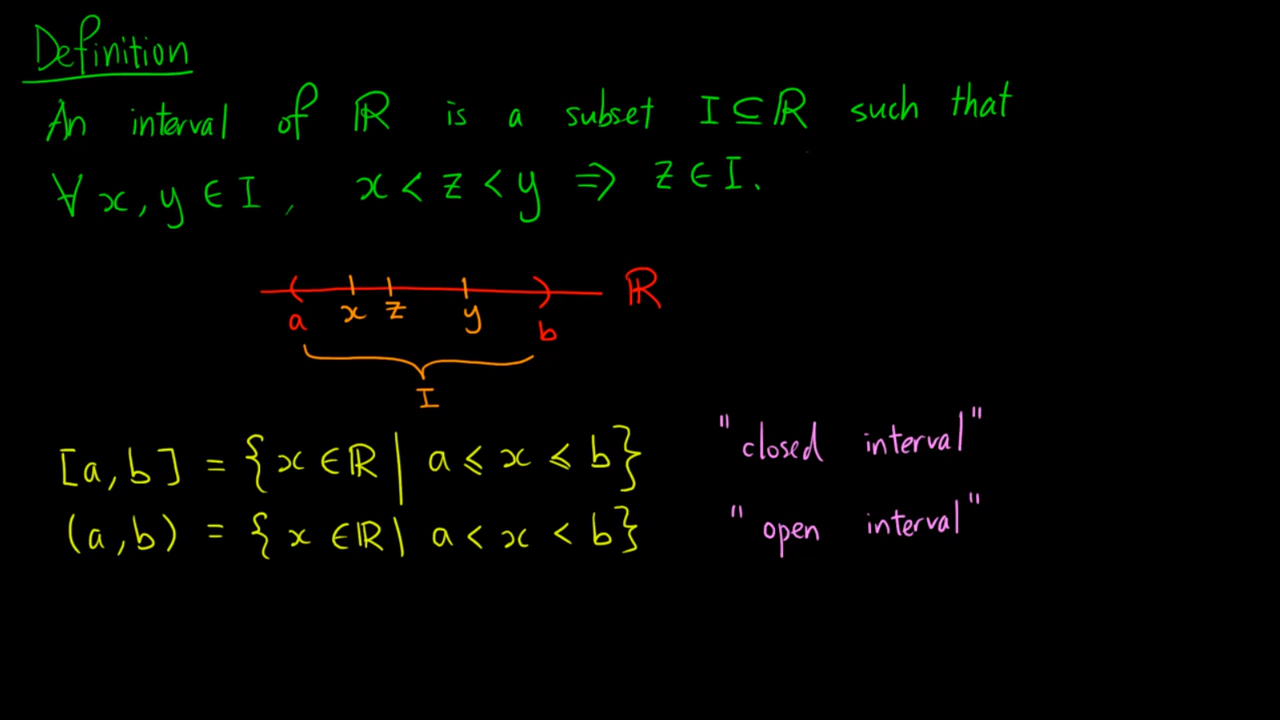 Definition
An interval of ℝ is a subset I ⊆ ℝ such that
∀ x, y ∈ I, x < z < y ⇒ z ∈ I.
ℝ
a x z y b
I
[a, b] = { x ∈ ℝ | a ⩽ x ⩽ b } "closed interval"
(a, b) = { x ∈ ℝ | a < x < b } "open interval"